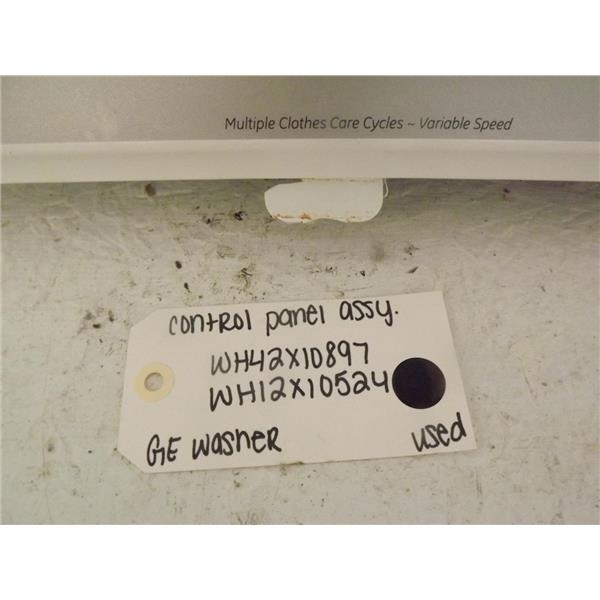 Multiple Clothes Care Cycles ~ Variable Speed
control panel assy.
WH42X10897
WH12X10524
GE washer
used